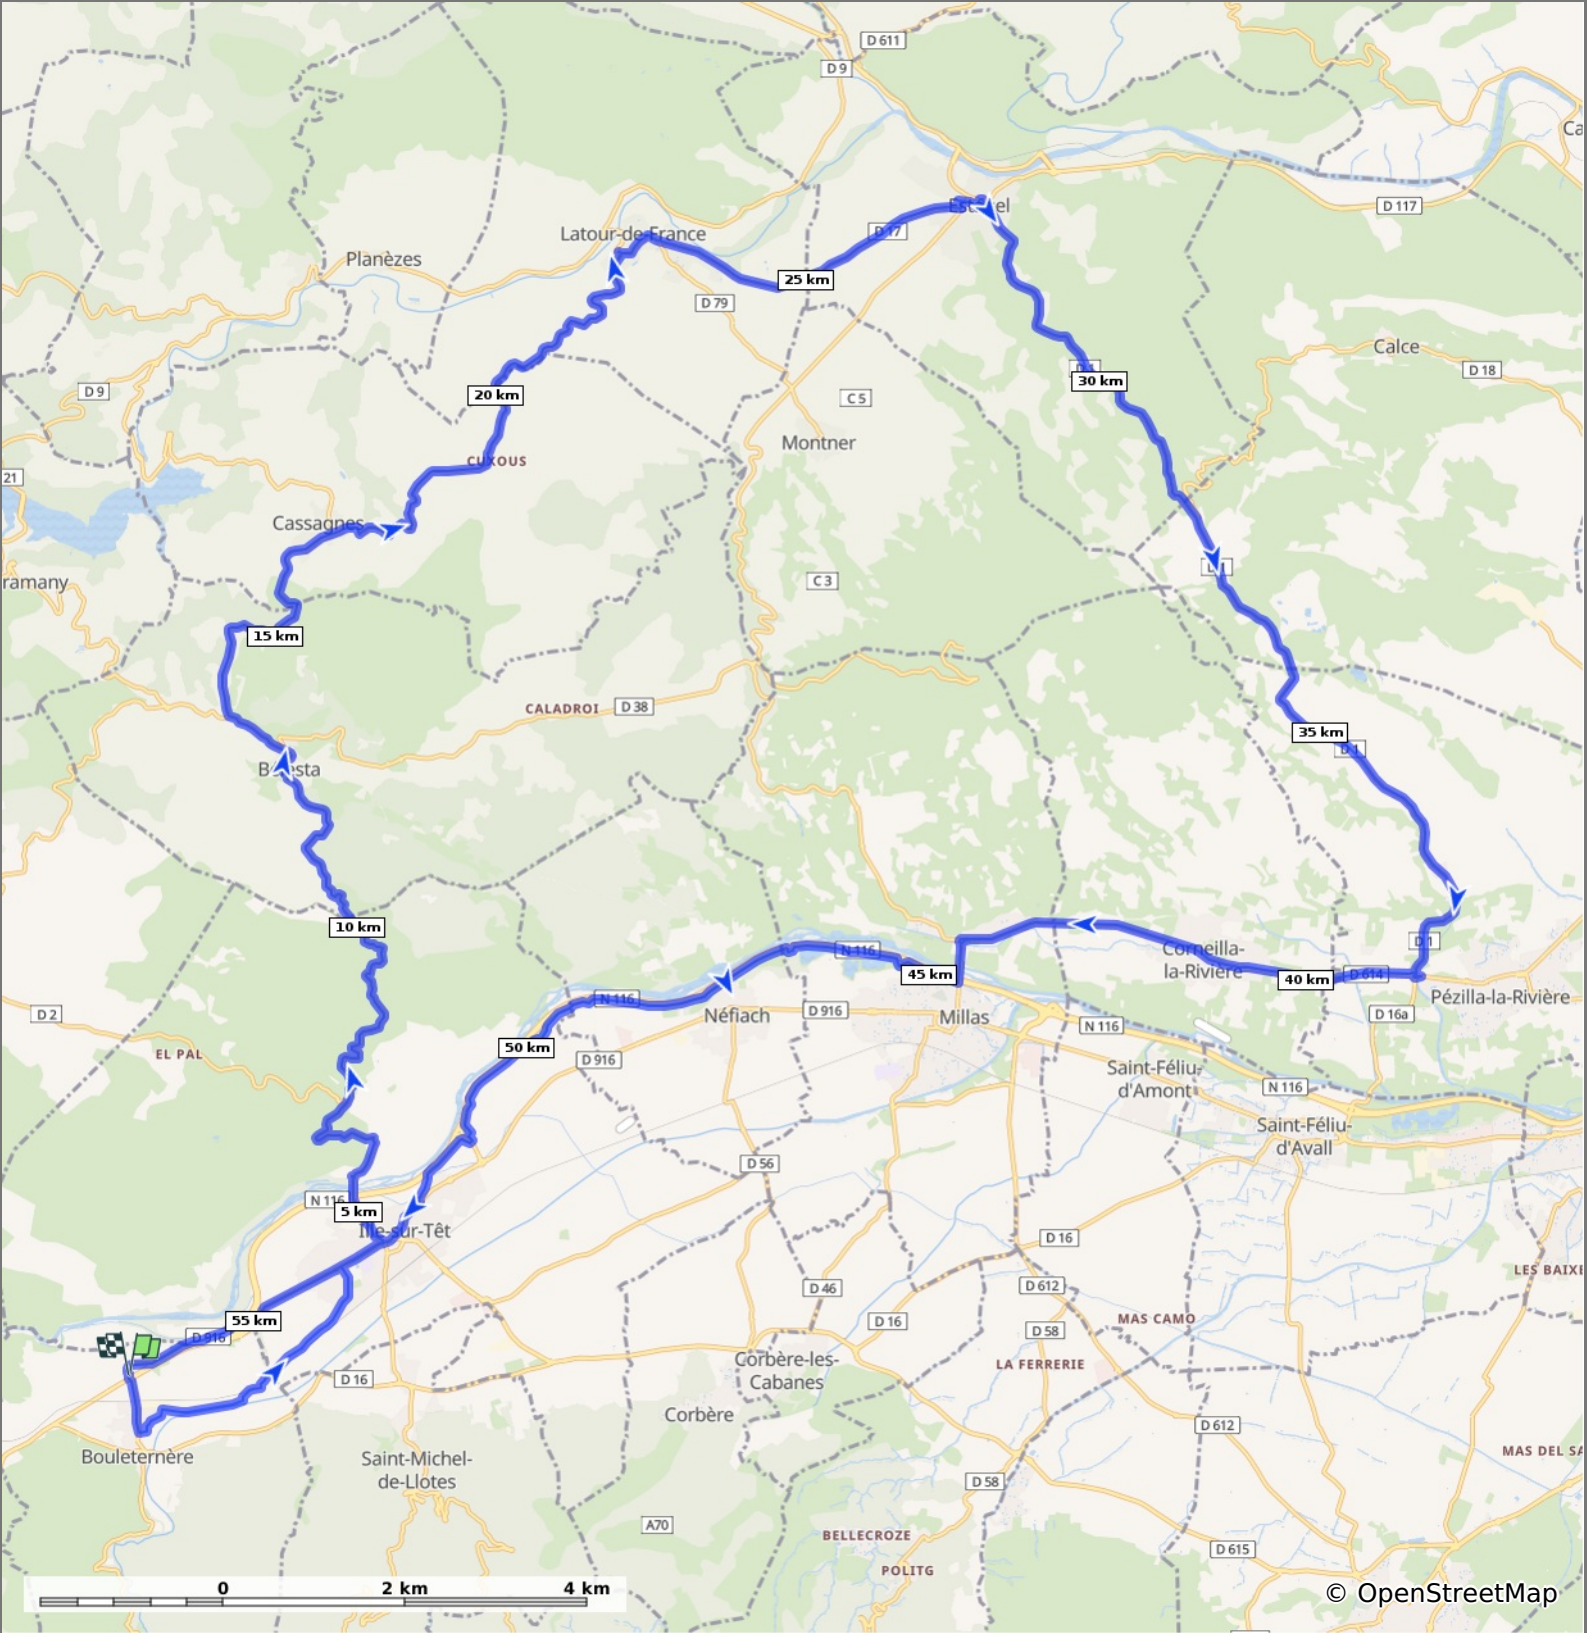 D 611
D 9
Ca
D 117
Estagel
D 17
Latour-de-France
Planèzes
25 km
D 79
Calce
D 18
30 km
D 9
20 km
C 5
Montner
CUXOUS
21
Cassagnes
D 1
ramany
C 3
15 km
CALADROI
D 38
35 km
D 1
Bélesta
10 km
D 1
N 116
Corneilla-
la-Rivière
45 km
40 km
D 614
Pézilla-la-Rivière
N 116
D 2
Néfiach
D 916
Millas
D 16a
N 116
50 km
EL PAL
D 916
Saint-Féliu-
d'Amont
N 116
Saint-Féliu-
d'Avall
D 56
N 116
5 km
Ille-sur-Têt
D 16
LES BAIXE
D 46
D 612
55 km
D 916
D 16
D 58
MAS CAMO
Corbère-les-
Cabanes
LA FERRERIE
D 16
Corbère
D 612
Bouleternère
Saint-Michel-
de-Llotes
MAS DEL SA
D 58
A70
BELLECROZE
D 615
POLITG
0 2 km 4 km
© OpenStreetMap